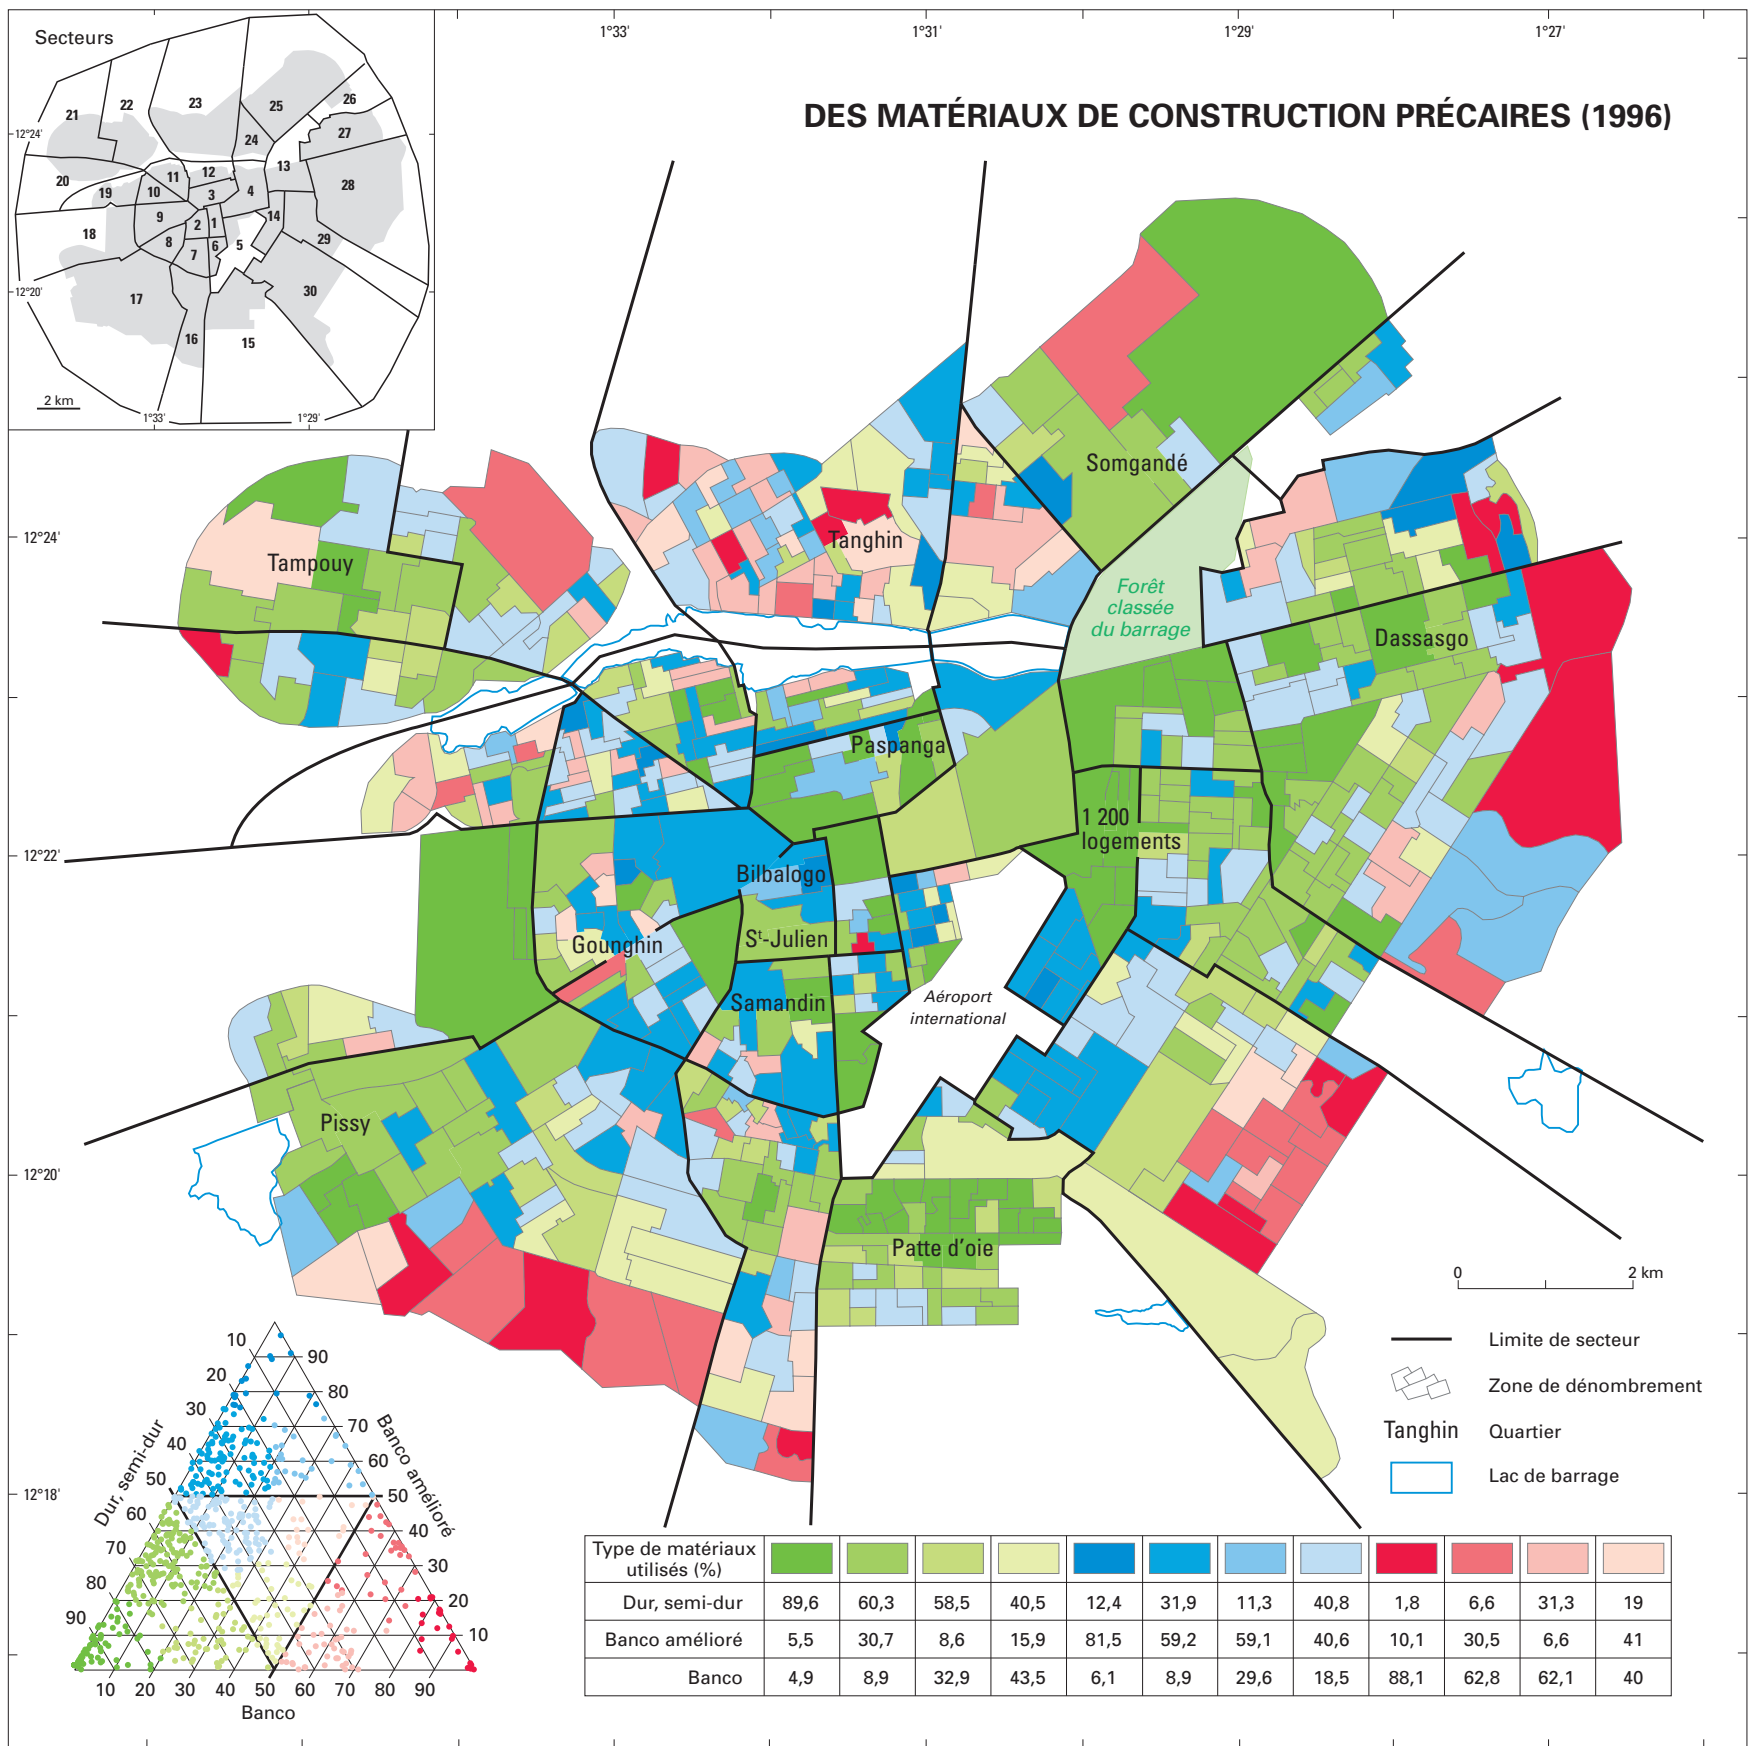 1°33'
1°31'
1°29'
1°27'
Secteurs
21
22
23
25
26
24
27
13
20
19
11
12
10
3
4
28
9
2
1
14
18
8
6
5
29
7
17
30
16
15
12°24'
12°20'
2 km
1°33'
1°29'
DES MATÉRIAUX DE CONSTRUCTION PRÉCAIRES (1996)
12°24'
12°22'
12°20'
12°18'
Somgandé
Tanghin
Tampouy
Forêt
classée
du barrage
Dassasgo
Paspanga
1 200
logements
Bilbalogo
Gounghin
St-Julien
Samandin
Aéroport
international
Pissy
Patte d'oie
0
2 km
Limite de secteur
Zone de dénombrement
Tanghin
Quartier
Lac de barrage
Dur, semi-dur
10
20
30
40
50
60
70
80
90
Banco amélioré
90
80
70
60
50
40
30
20
10
10 20 30 40 50 60 70 80 90
Banco
Type de matériaux
utilisés (%)
Dur, semi-dur 89,6 60,3 58,5 40,5 12,4 31,9 11,3 40,8 1,8 6,6 31,3 19
Banco amélioré 5,5 30,7 8,6 15,9 81,5 59,2 59,1 40,6 10,1 30,5 6,6 41
Banco 4,9 8,9 32,9 43,5 6,1 8,9 29,6 18,5 88,1 62,8 62,1 40